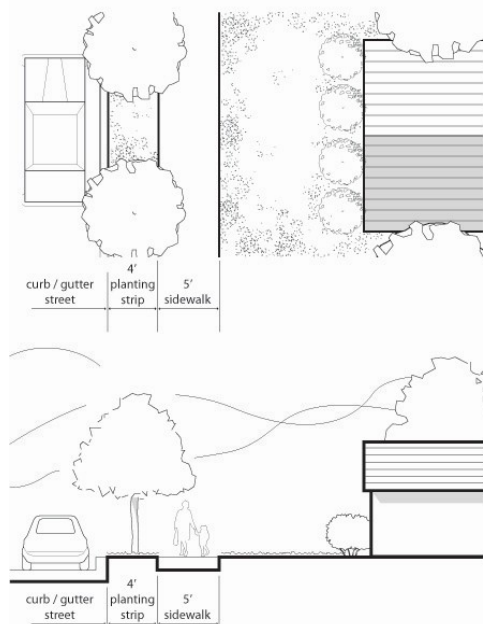 curb / gutter
street
4'
planting
strip
5'
sidewalk
curb / gutter
street
4'
planting
strip
5'
sidewalk